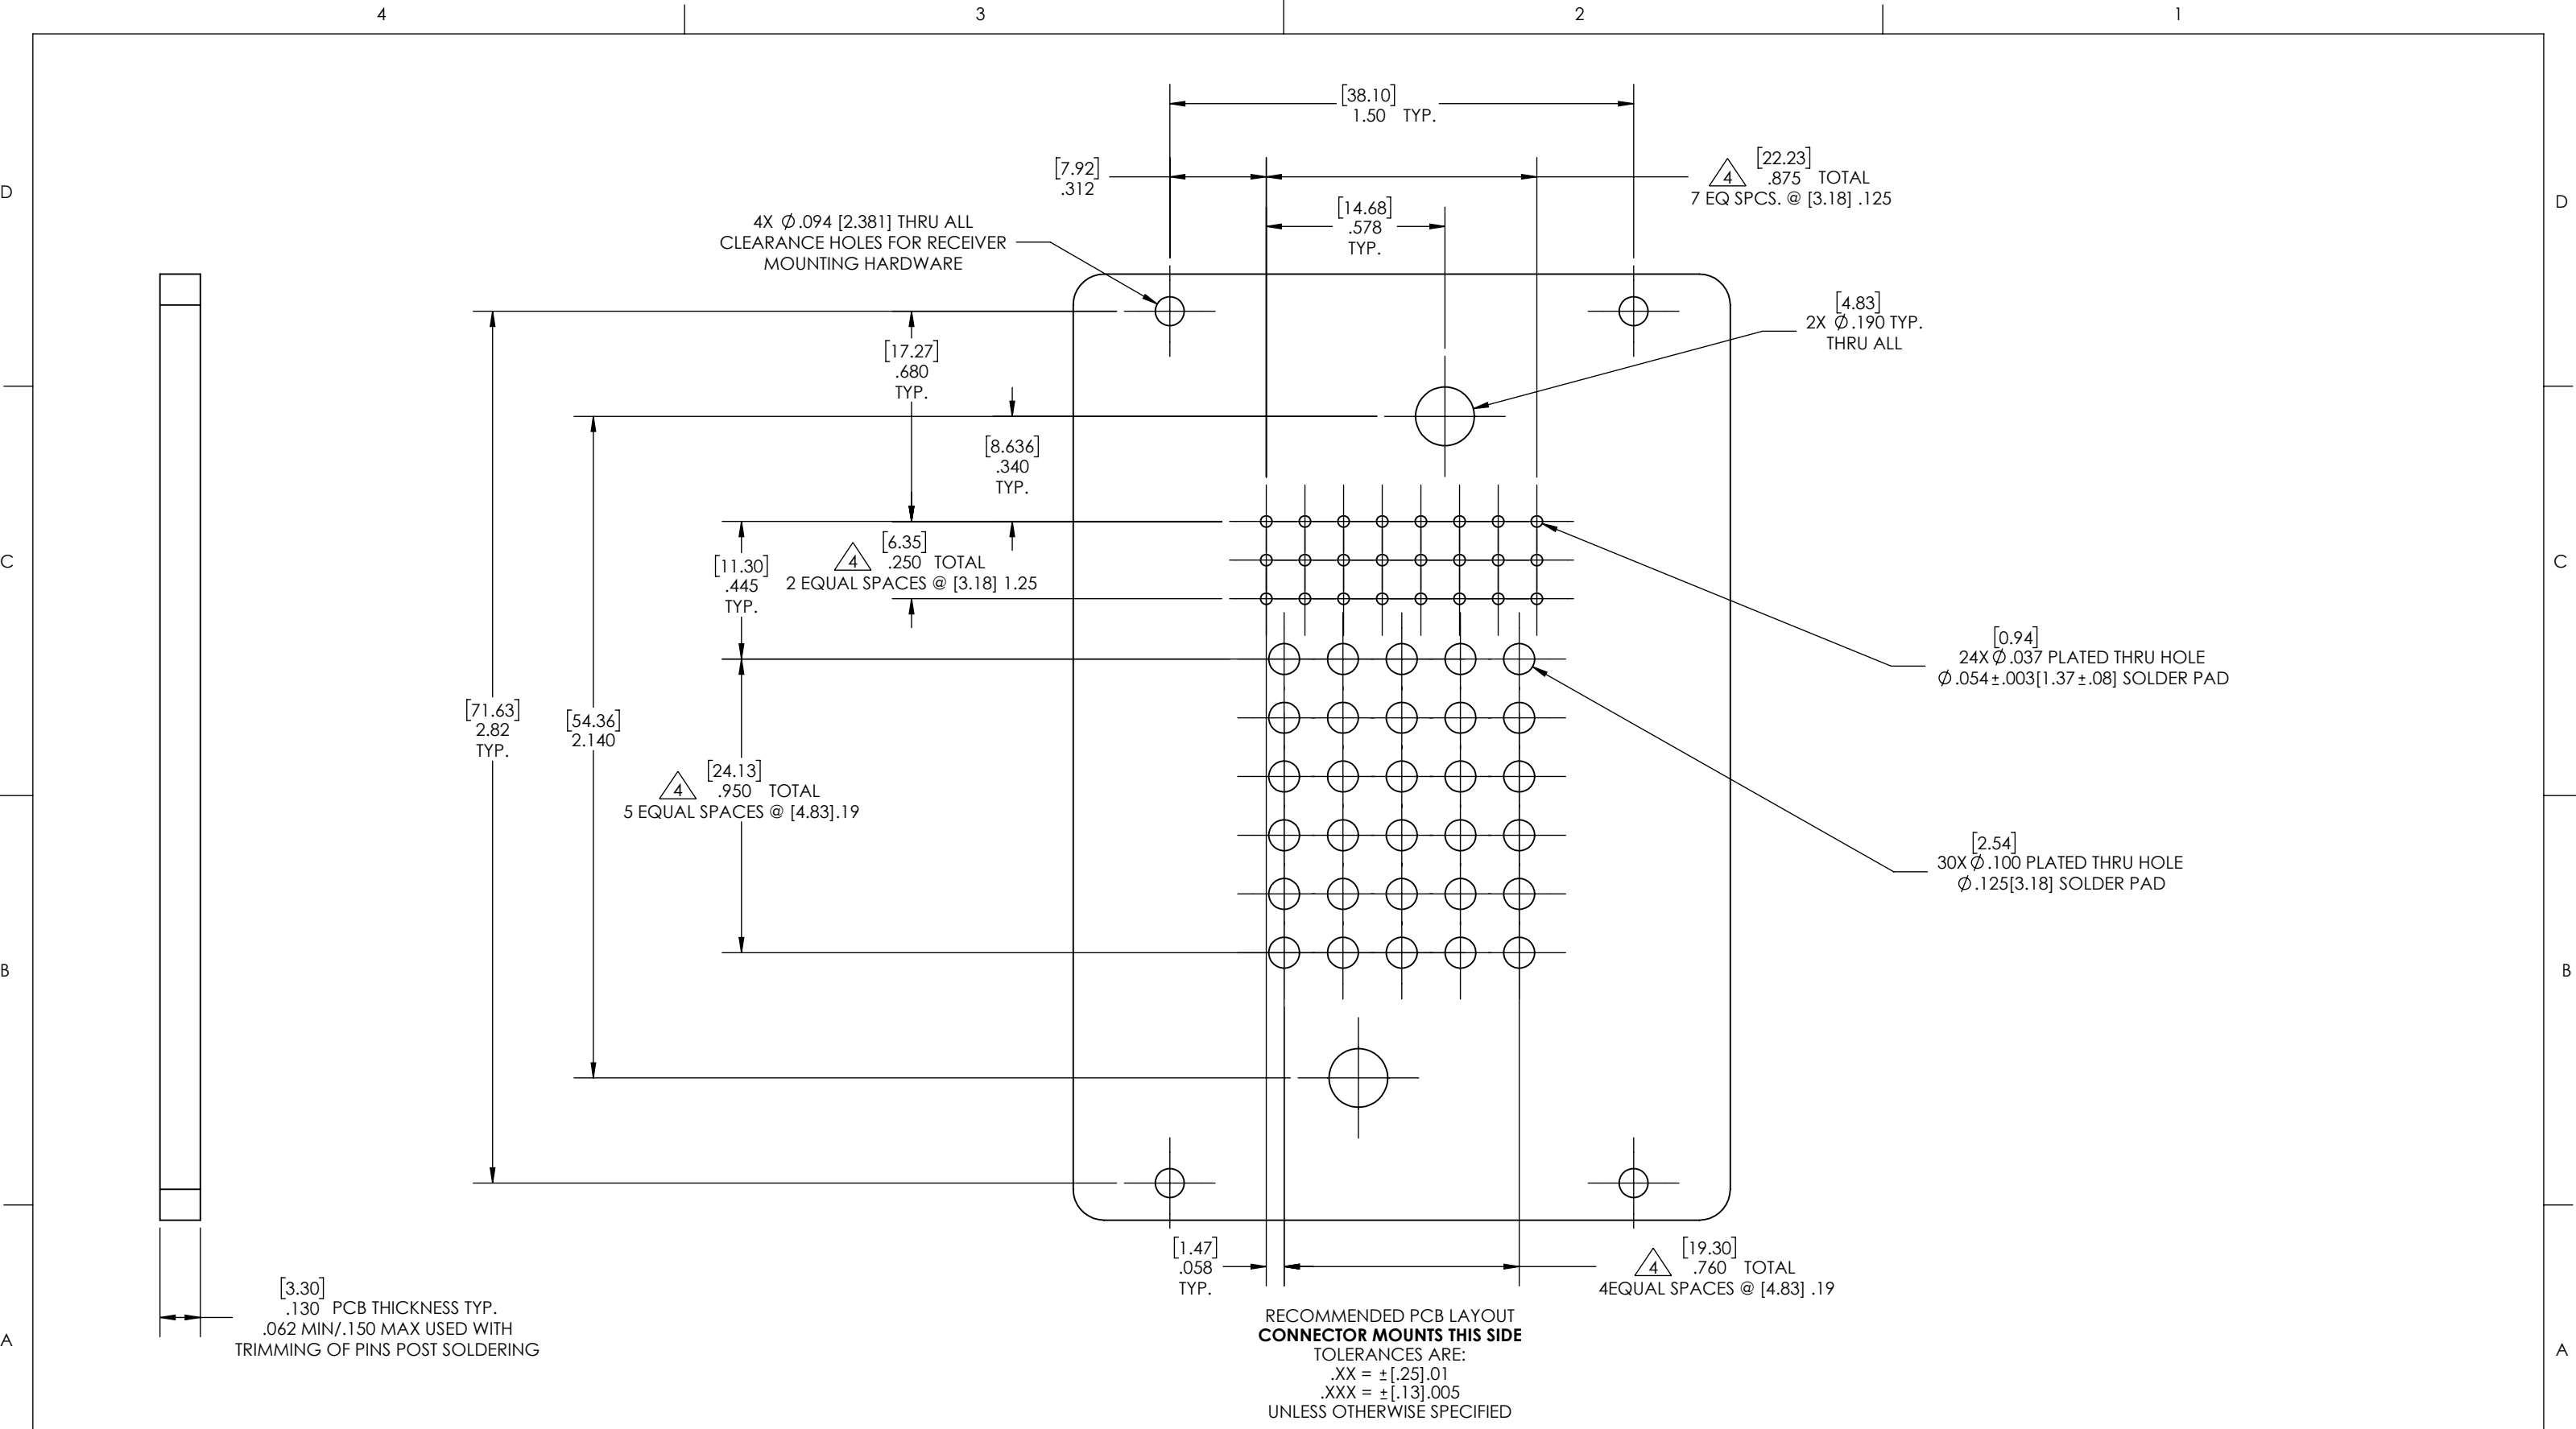 4
3
2
1
[38.10]
1.50 TYP.
[7.92]
.312
4 [22.23]
.875 TOTAL
7 EQ SPCS. @ [3.18] .125
D
D
[14.68]
.578
TYP.
4X Ø.094 [2.381] THRU ALL
CLEARANCE HOLES FOR RECEIVER
MOUNTING HARDWARE
[4.83]
2X Ø.190 TYP.
THRU ALL
[17.27]
.680
TYP.
[8.636]
.340
TYP.
C
C
[11.30]
.445
TYP.
4 [6.35]
.250 TOTAL
2 EQUAL SPACES @ [3.18] 1.25
[0.94]
24X Ø.037 PLATED THRU HOLE
Ø.054±.003[1.37±.08] SOLDER PAD
[71.63]
2.82
TYP.
[54.36]
2.140
4 [24.13]
.950 TOTAL
5 EQUAL SPACES @ [4.83].19
[2.54]
30X Ø.100 PLATED THRU HOLE
Ø.125[3.18] SOLDER PAD
B
B
[1.47]
.058
TYP.
4 [19.30]
.760 TOTAL
4EQUAL SPACES @ [4.83] .19
[3.30]
.130 PCB THICKNESS TYP.
.062 MIN/.150 MAX USED WITH
TRIMMING OF PINS POST SOLDERING
A
A
RECOMMENDED PCB LAYOUT
CONNECTOR MOUNTS THIS SIDE
TOLERANCES ARE:
.XX = ±[.25].01
.XXX = ±[.13].005
UNLESS OTHERWISE SPECIFIED